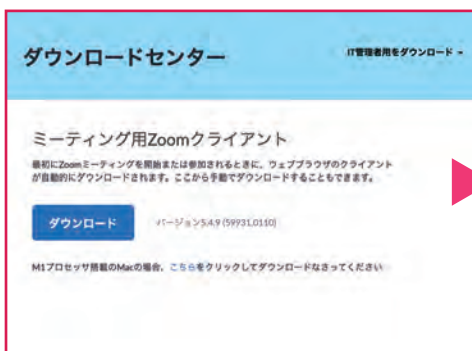 ダウンロードセンター
IT管理者用をダウンロード
ミーティング用Zoomクライアント
最初にZoomミーティングを開始または参加されるときに、ウェブブラウザのクライアント
が自動的にダウンロードされます。ここから手動でダウンロードすることもできます。
ダウンロード
バージョン5.4.9 (59931.0110)
M1プロセッサ搭載のMacの場合、こちらをクリックしてダウンロードなさってください